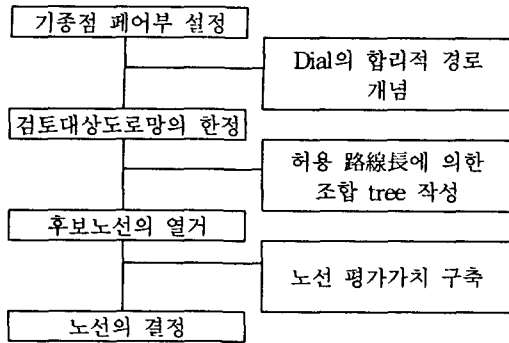 기종점 페어부 설정
Dial의 합리적 경로
개념
검토대상도로망의 한정
허용 路線長에 의한
조합 tree 작성
후보노선의 열거
노선 평가가치 구축
노선의 결정